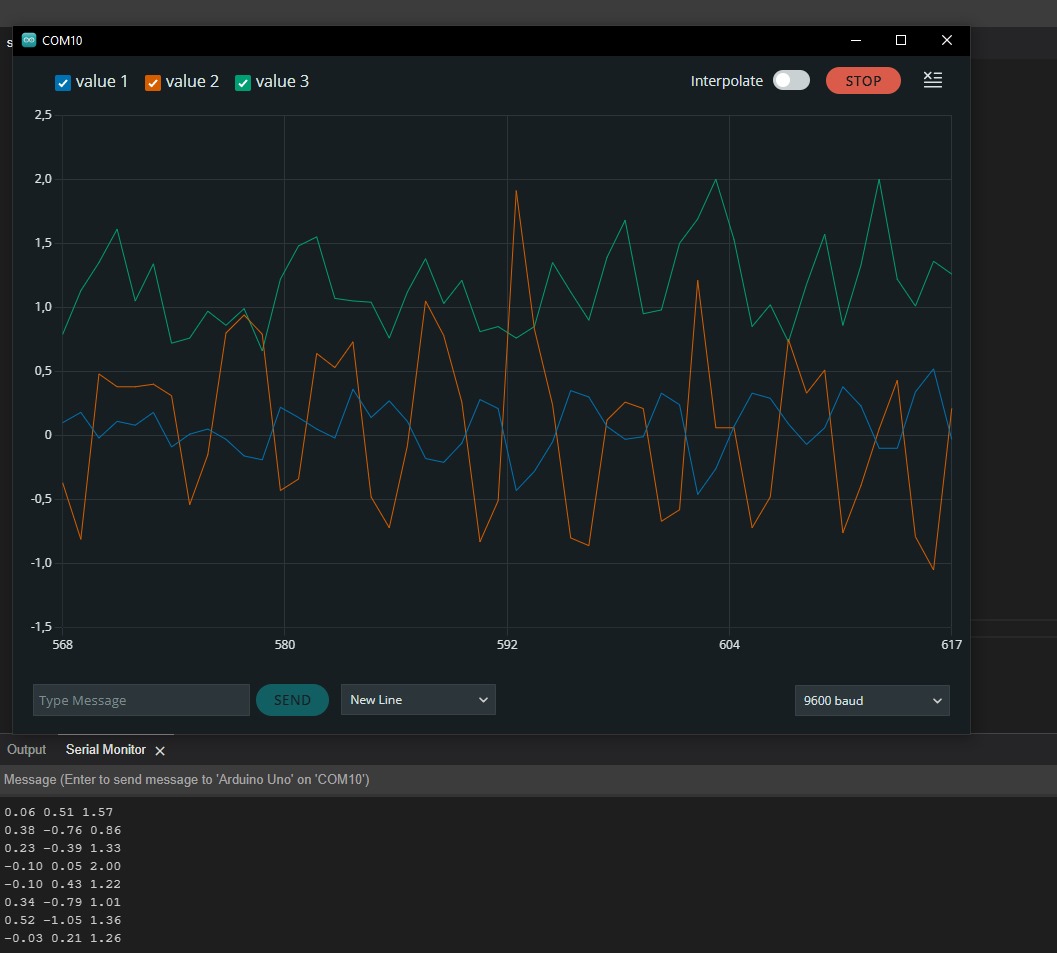 COM10
value 1 value 2 value 3
Interpolate STOP
2,5
2,0
1,5
1,0
0,5
0
-0,5
-1,0
-1,5
568 580 592 604 617
Type Message SEND New Line 9600 baud
Output Serial Monitor
Message (Enter to send message to 'Arduino Uno' on 'COM10')
0.06 0.51 1.57
0.38 -0.76 0.86
0.23 -0.39 1.33
-0.10 0.05 2.00
-0.10 0.43 1.22
0.34 -0.79 1.01
0.52 -1.05 1.36
-0.03 0.21 1.26